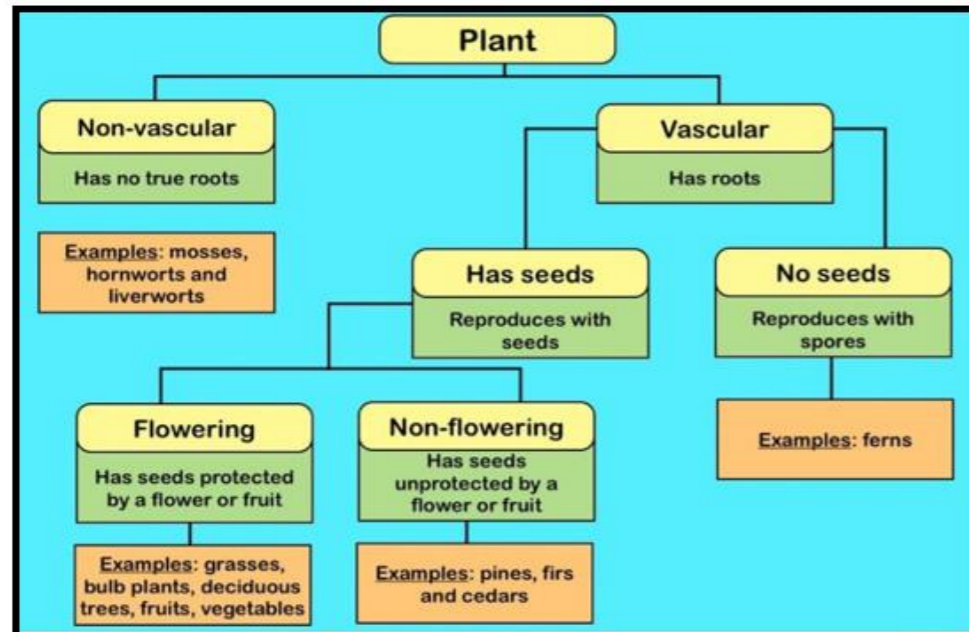 Plant
Non-vascular
Has no true roots
Examples: mosses,
hornworts and
liverworts
Vascular
Has roots
Has seeds
Reproduces with
seeds
No seeds
Reproduces with
spores
Examples: ferns
Flowering
Has seeds protected
by a flower or fruit
Examples: grasses,
bulb plants, deciduous
trees, fruits, vegetables
Non-flowering
Has seeds
unprotected by a
flower or fruit
Examples: pines, firs
and cedars